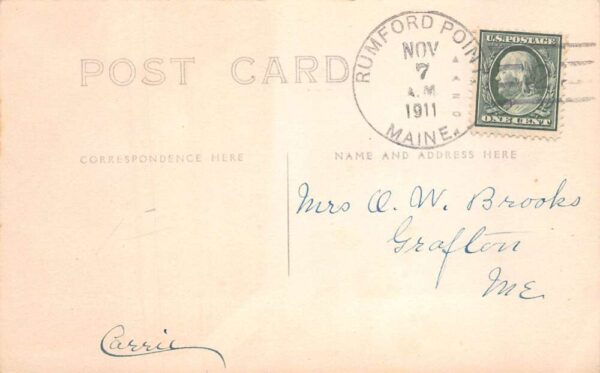 POST CARD
RUMFORD POIN
NOV
7
A.M
1911
MAINE.
U.S. POSTAGE
ONE CENT
CORRESPONDENCE HERE
NAME AND ADDRESS HERE
Mrs O. W. Brooks
Grafton
Me.
Carrie